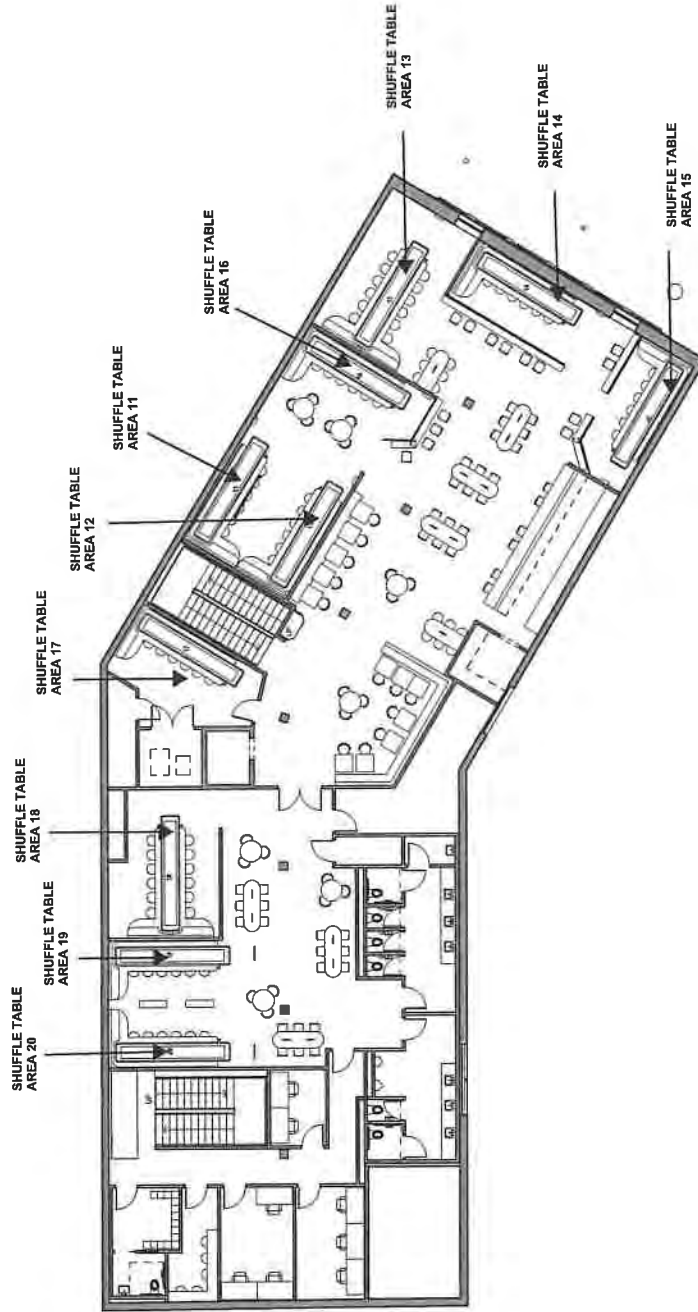 SHUFFLE TABLE
AREA 20
SHUFFLE TABLE
AREA 19
SHUFFLE TABLE
AREA 18
SHUFFLE TABLE
AREA 17
SHUFFLE TABLE
AREA 12
SHUFFLE TABLE
AREA 11
SHUFFLE TABLE
AREA 16
SHUFFLE TABLE
AREA 13
SHUFFLE TABLE
AREA 14
SHUFFLE TABLE
AREA 15